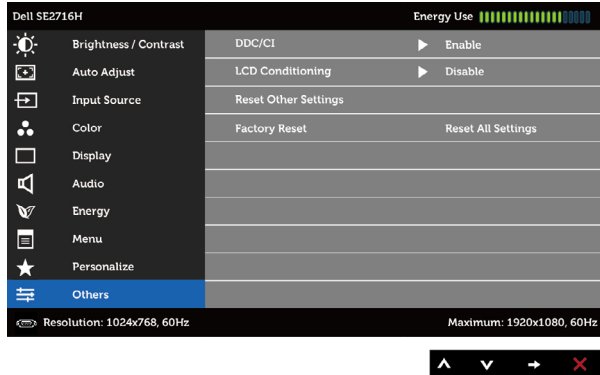 Dell SE2716H Energy Use
Brightness / Contrast DDC/CI Enable
Auto Adjust LCD Conditioning Disable
Input Source Reset Other Settings
Color Factory Reset Reset All Settings
Display
Audio
Energy
Menu
Personalize
Others
Resolution: 1024x768, 60Hz Maximum: 1920x1080, 60Hz